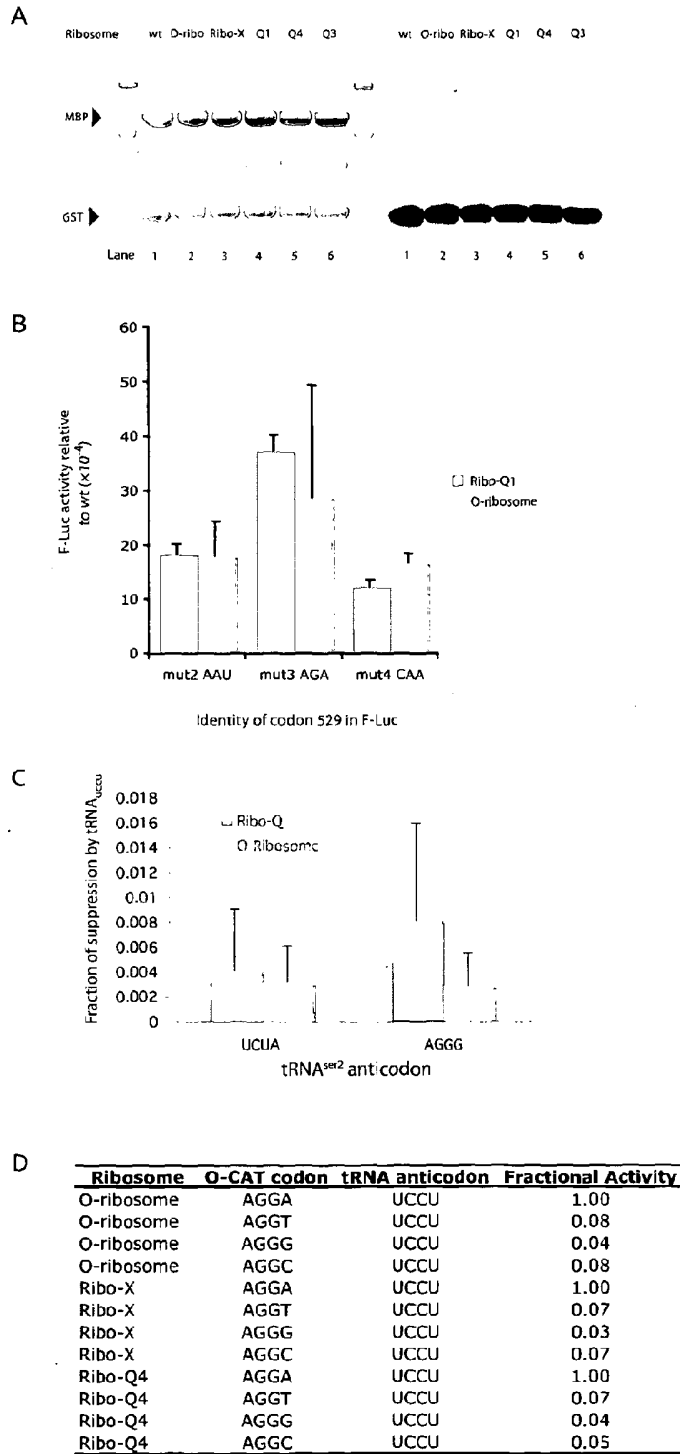 A
Ribosome wt O-ribo Ribo-X Q1 Q4 Q3 wt O-ribo Ribo-X Q1 Q4 Q3
MBP
GST
Lane 1 2 3 4 5 6 1 2 3 4 5 6
B
F-Luc activity relative
to wt (×10⁻⁴)
60
50
40
30
20
10
0
Ribo-Q1
O-ribosome
mut2 AAU mut3 AGA mut4 CAA
Identity of codon 529 in F-Luc
C
Fraction of suppression by tRNA_UCCU
0.018
0.016
0.014
0.012
0.01
0.008
0.006
0.004
0.002
0
Ribo-Q
O-Ribosome
UCUA AGGG
tRNA^ser2 anticodon
D
Ribosome O-CAT codon tRNA anticodon Fractional Activity
O-ribosome AGGA UCCU 1.00
O-ribosome AGGT UCCU 0.08
O-ribosome AGGG UCCU 0.04
O-ribosome AGGC UCCU 0.08
Ribo-X AGGA UCCU 1.00
Ribo-X AGGT UCCU 0.07
Ribo-X AGGG UCCU 0.03
Ribo-X AGGC UCCU 0.07
Ribo-Q4 AGGA UCCU 1.00
Ribo-Q4 AGGT UCCU 0.07
Ribo-Q4 AGGG UCCU 0.04
Ribo-Q4 AGGC UCCU 0.05